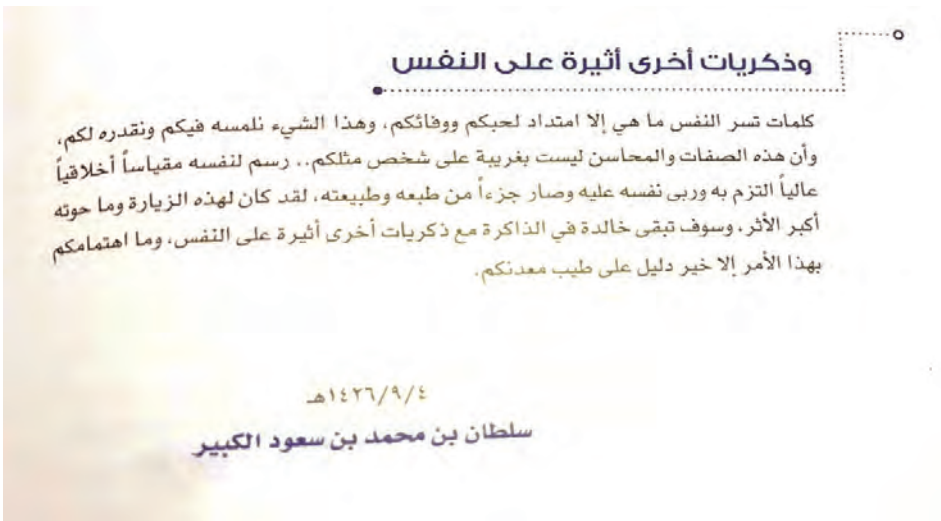 وذكريات أخرى أثيرة على النفس
كلمات تسر النفس ما هي إلا امتداد لحبكم ووفائكم، وهذا الشيء نلمسه فيكم ونقدره لكم،
وأن هذه الصفات والمحاسن ليست بغريبة على شخص مثلكم.. رسم لنفسه مقياساً أخلاقياً
عالياً التزم به وربى نفسه عليه وصار جزءاً من طبعه وطبيعته، لقد كان لهذه الزيارة وما حوته
أكبر الأثر، وسوف تبقى خالدة في الذاكرة مع ذكريات أخرى أثيرة على النفس، وما اهتمامكم
بهذا الأمر إلا خير دليل على طيب معدنكم.
١٤٢٦/٩/٤هـ
سلطان بن محمد بن سعود الكبير